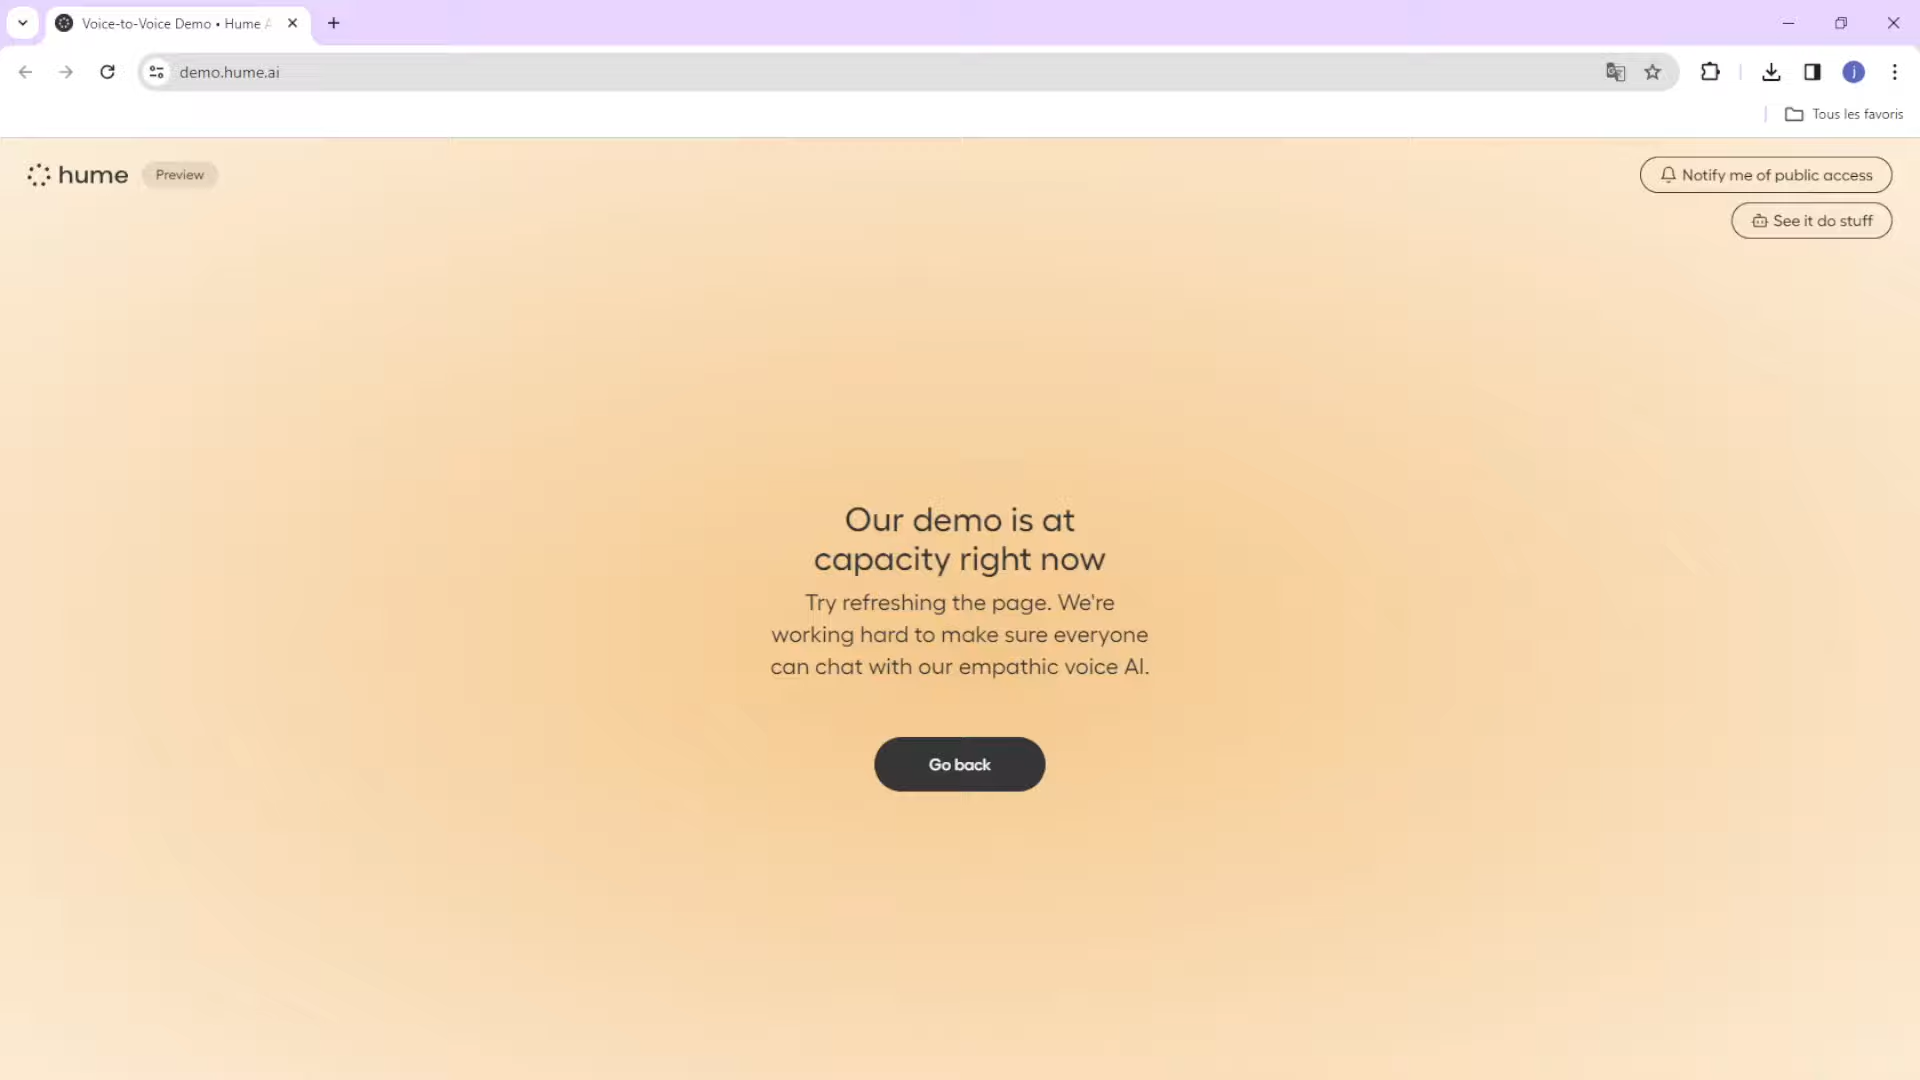 Voice-to-Voice Demo • Hume A
demo.hume.ai
Tous les favoris
hume
Preview
Notify me of public access
See it do stuff
Our demo is at
capacity right now
Try refreshing the page. We're
working hard to make sure everyone
can chat with our empathic voice AI.
Go back
j